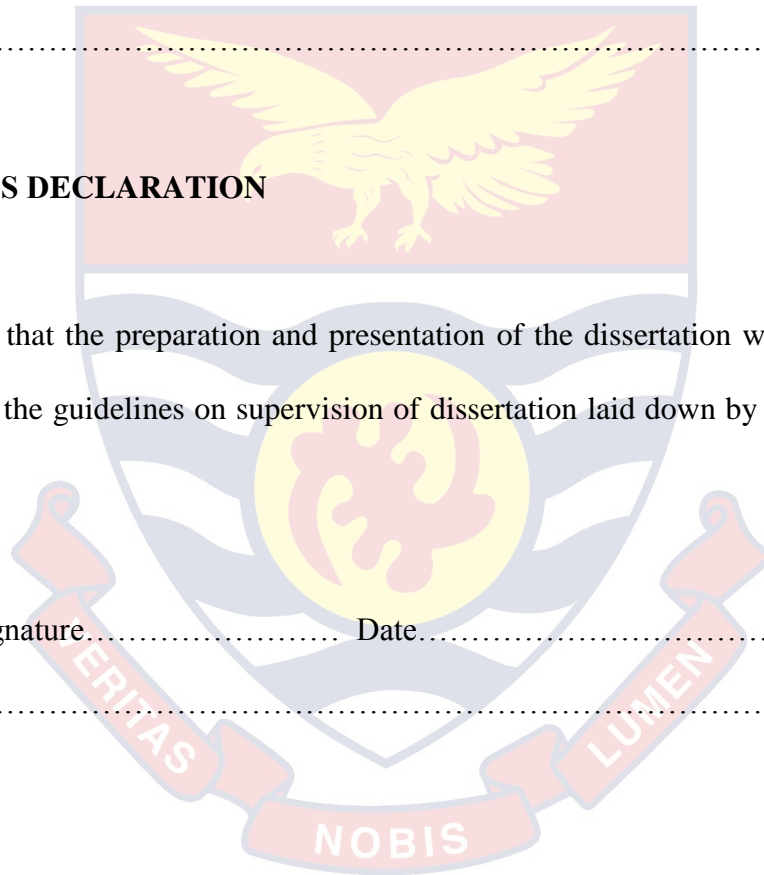 ……………………………………………………………………
S DECLARATION
that the preparation and presentation of the dissertation w
the guidelines on supervision of dissertation laid down by
gnature………………… Date……………………………
……………………………………………………………………
VERITAS
NOBIS
LUMEN